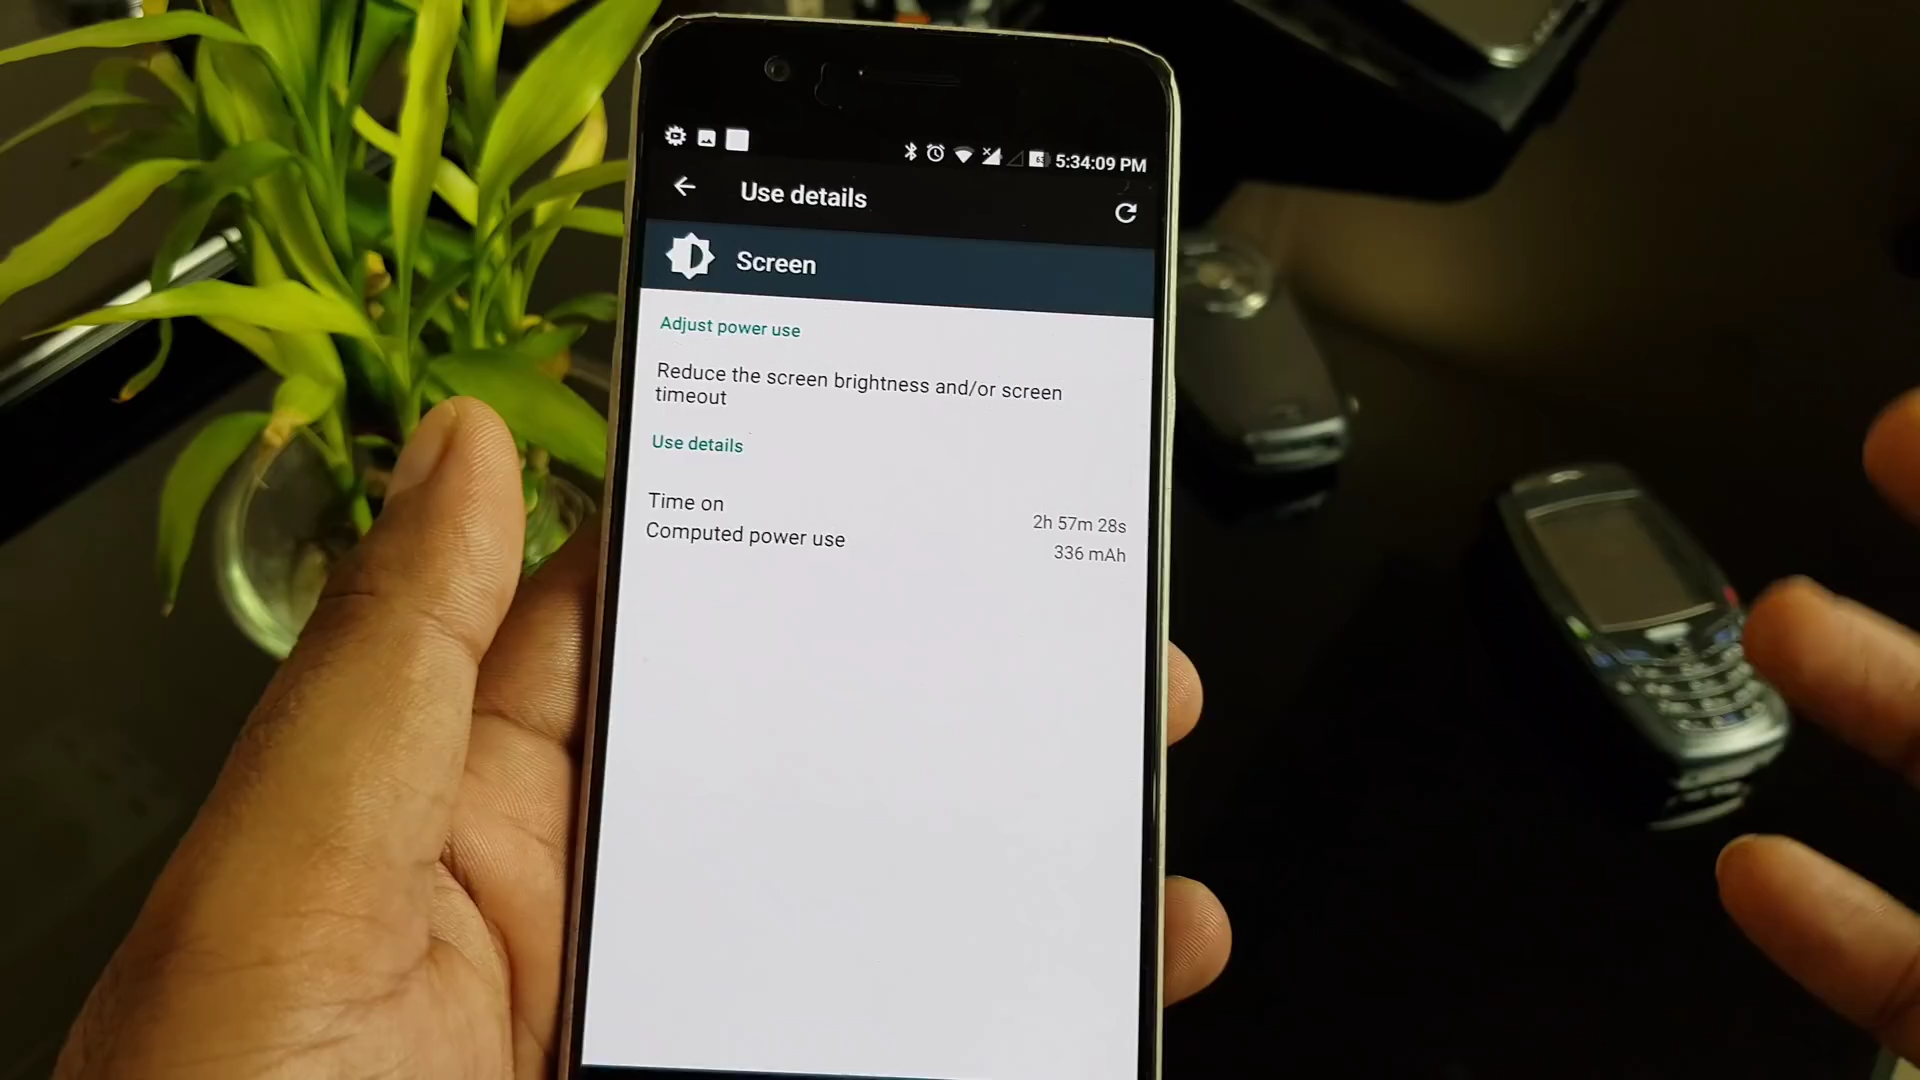 5:34:09 PM
Use details
Screen
Adjust power use
Reduce the screen brightness and/or screen
timeout
Use details
Time on 2h 57m 28s
Computed power use 336 mAh